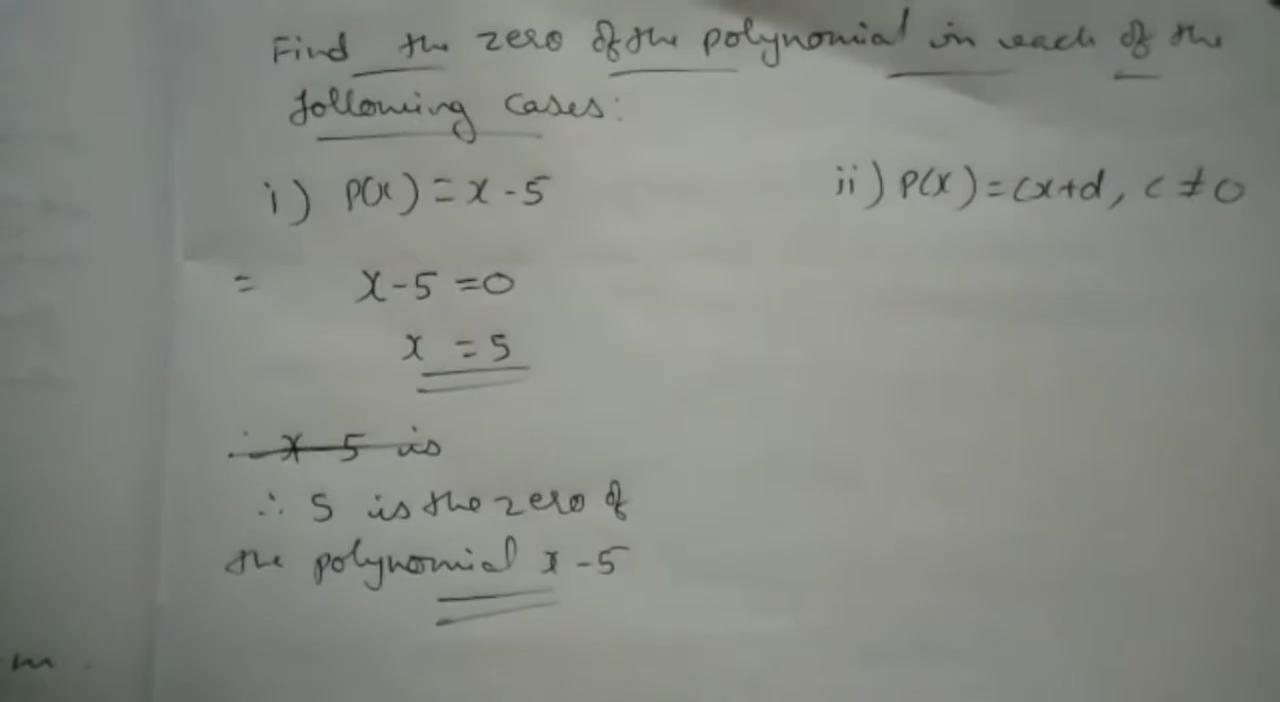 Find the zero of the polynomial in each of the
following cases:
i) P(x) = x - 5
ii) P(x) = cx+d, c ≠ 0
= x - 5 = 0
x = 5
∴ x 5 is
∴ 5 is the zero of
the polynomial x - 5
m.